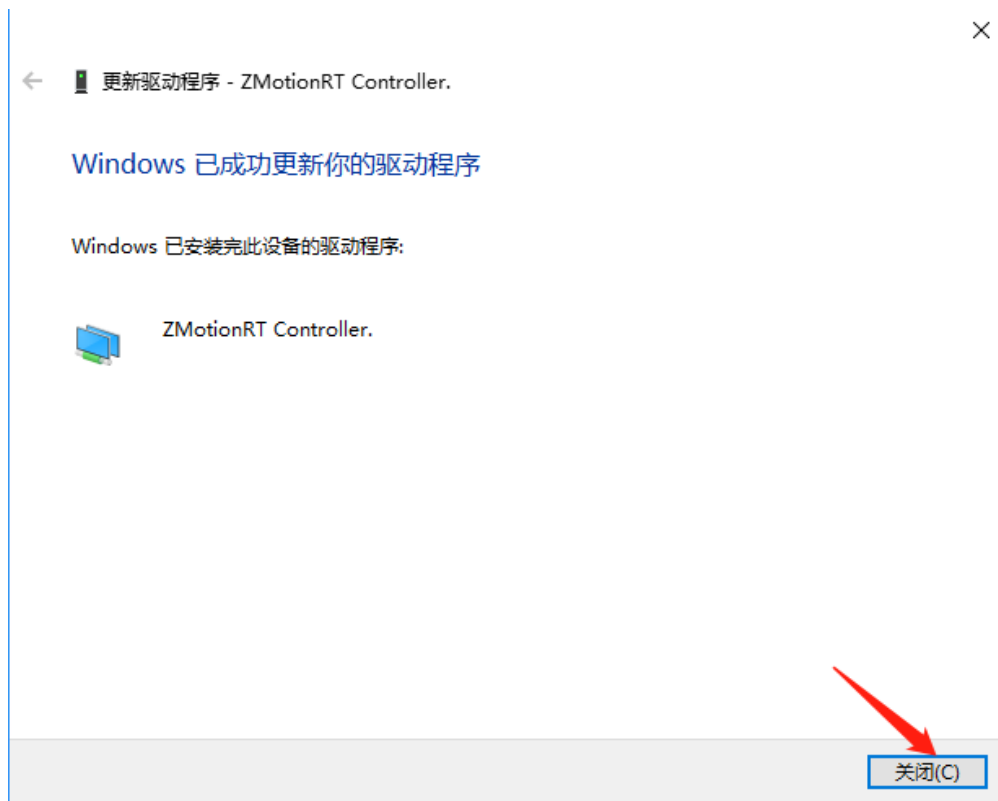 更新驱动程序 - ZMotionRT Controller.
Windows 已成功更新你的驱动程序
Windows 已安装完此设备的驱动程序:
ZMotionRT Controller.
关闭(C)